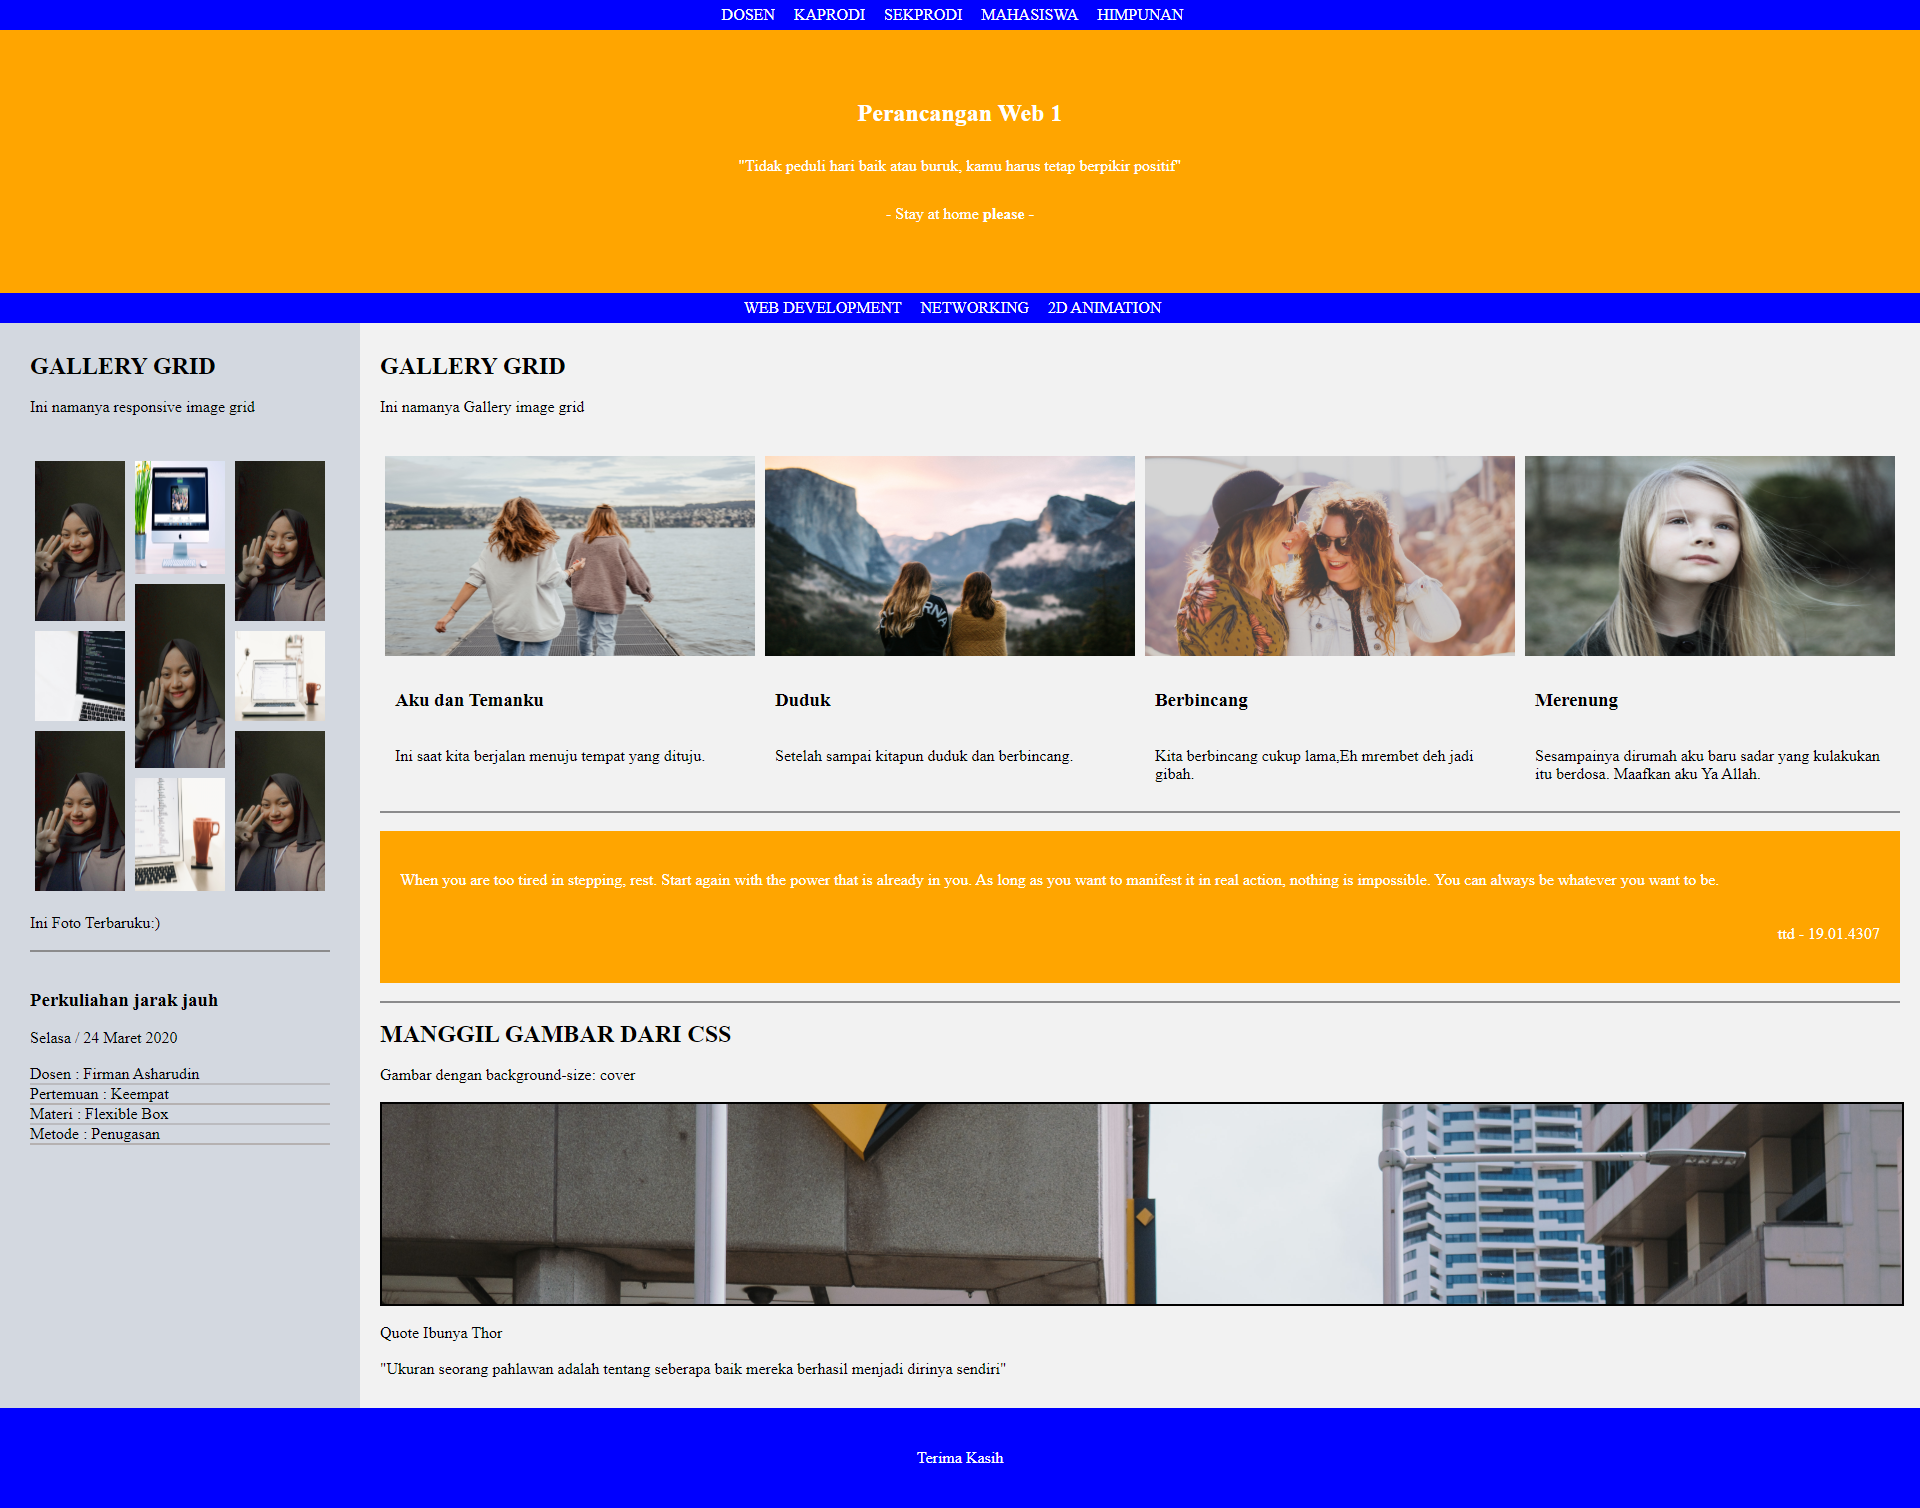 DOSEN KAPRODI SEKPRODI MAHASISWA HIMPUNAN
Perancangan Web 1
"Tidak peduli hari baik atau buruk, kamu harus tetap berpikir positif"
- Stay at home please -
WEB DEVELOPMENT NETWORKING 2D ANIMATION
GALLERY GRID
Ini namanya responsive image grid
Ini Foto Terbaruku:)
Perkuliahan jarak jauh
Selasa / 24 Maret 2020
Dosen : Firman Asharudin
Pertemuan : Keempat
Materi : Flexible Box
Metode : Penugasan
GALLERY GRID
Ini namanya Gallery image grid
Aku dan Temanku
Ini saat kita berjalan menuju tempat yang dituju.
Duduk
Setelah sampai kitapun duduk dan berbincang.
Berbincang
Kita berbincang cukup lama,Eh mrembet deh jadi
gibah.
Merenung
Sesampainya dirumah aku baru sadar yang kulakukan
itu berdosa. Maafkan aku Ya Allah.
When you are too tired in stepping, rest. Start again with the power that is already in you. As long as you want to manifest it in real action, nothing is impossible. You can always be whatever you want to be.
ttd - 19.01.4307
MANGGIL GAMBAR DARI CSS
Gambar dengan background-size: cover
Quote Ibunya Thor
"Ukuran seorang pahlawan adalah tentang seberapa baik mereka berhasil menjadi dirinya sendiri"
Terima Kasih